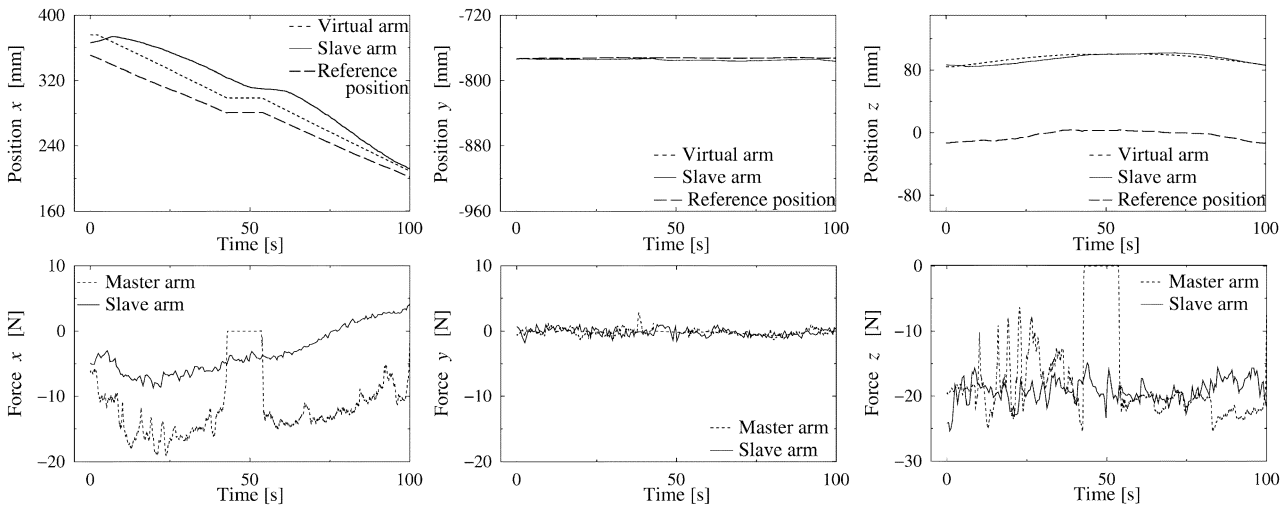 400
320
240
160
Position x [mm]
Virtual arm
Slave arm
Reference
position
0
50
100
Time [s]
-720
-800
-880
-960
Position y [mm]
Virtual arm
Slave arm
Reference position
0
50
100
Time [s]
80
0
-80
Position z [mm]
Virtual arm
Slave arm
Reference position
0
50
100
Time [s]
10
0
−10
−20
Force x [N]
Master arm
Slave arm
0
50
100
Time [s]
10
0
−10
−20
Force y [N]
Master arm
Slave arm
0
50
100
Time [s]
0
−10
−20
−30
Force z [N]
Master arm
Slave arm
0
50
100
Time [s]